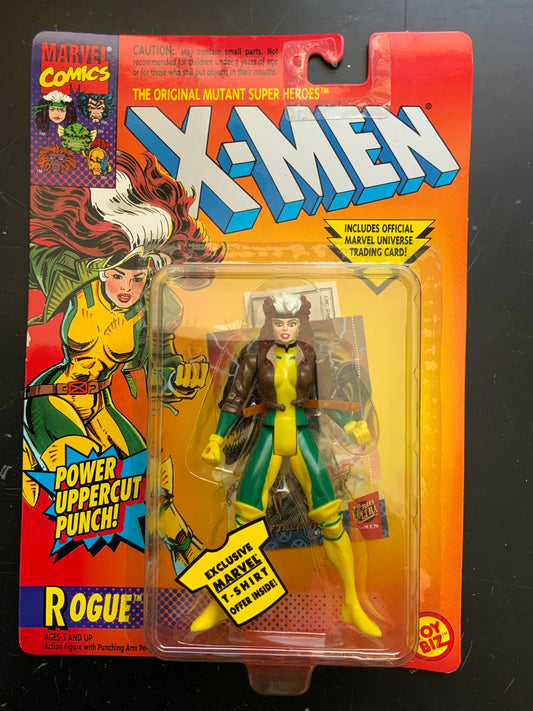 MARVEL
COMICS
TM
CAUTION: May contain small parts. Not
recommended for children under 3 years of age
or for those who still put objects in their mouths.
THE ORIGINAL MUTANT SUPER HEROES™
X-MEN®
INCLUDES OFFICIAL
MARVEL UNIVERSE
TRADING CARD!
POWER
UPPERCUT
PUNCH!
EXCLUSIVE
MARVEL
T-SHIRT
OFFER INSIDE!
ULTRA
X-REN
ROGUE™
AGES 5 AND UP
Action Figure with Punching Arm
TOY
BIZ